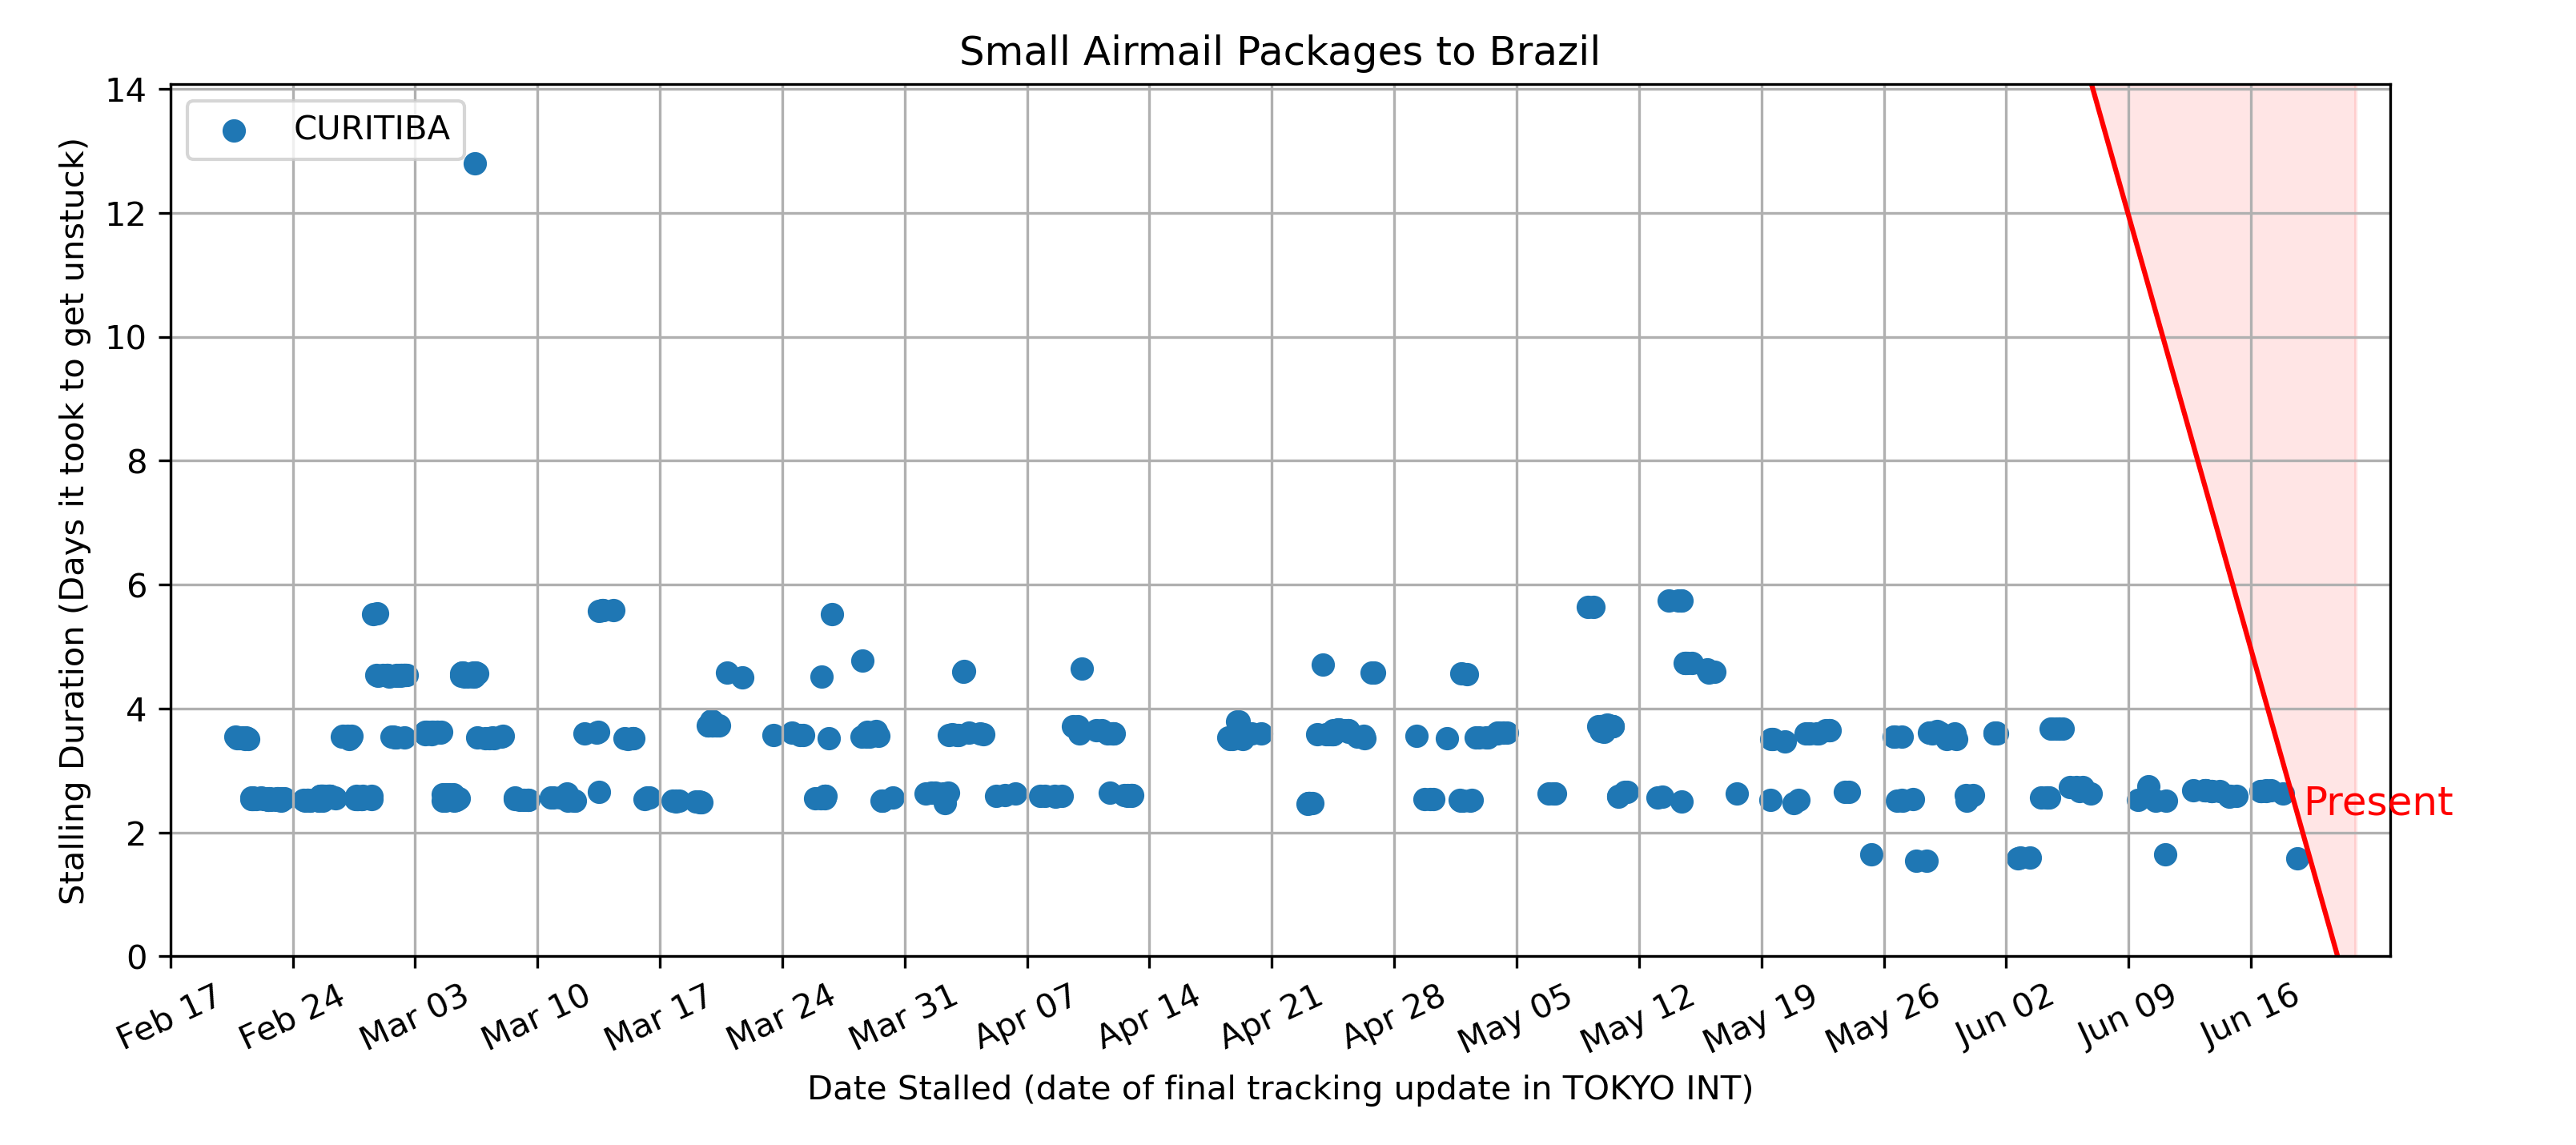 Small Airmail Packages to Brazil
CURITIBA
Stalling Duration (Days it took to get unstuck)
14
12
10
8
6
4
2
0
Present
Feb 17
Feb 24
Mar 03
Mar 10
Mar 17
Mar 24
Mar 31
Apr 07
Apr 14
Apr 21
Apr 28
May 05
May 12
May 19
May 26
Jun 02
Jun 09
Jun 16
Date Stalled (date of final tracking update in TOKYO INT)